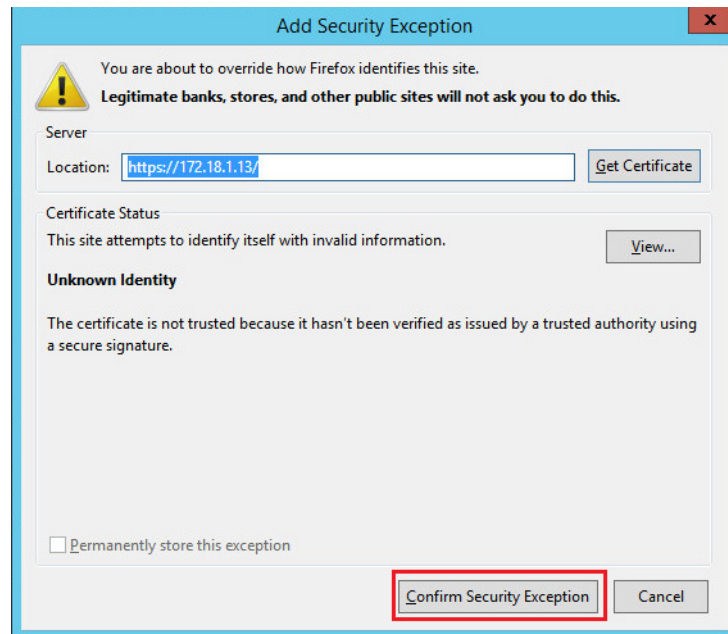 Add Security Exception
x
You are about to override how Firefox identifies this site.
Legitimate banks, stores, and other public sites will not ask you to do this.
Server
Location: https://172.18.1.13/ Get Certificate
Certificate Status
This site attempts to identify itself with invalid information.
View...
Unknown Identity
The certificate is not trusted because it hasn't been verified as issued by a trusted authority using
a secure signature.
Permanently store this exception
Confirm Security Exception Cancel